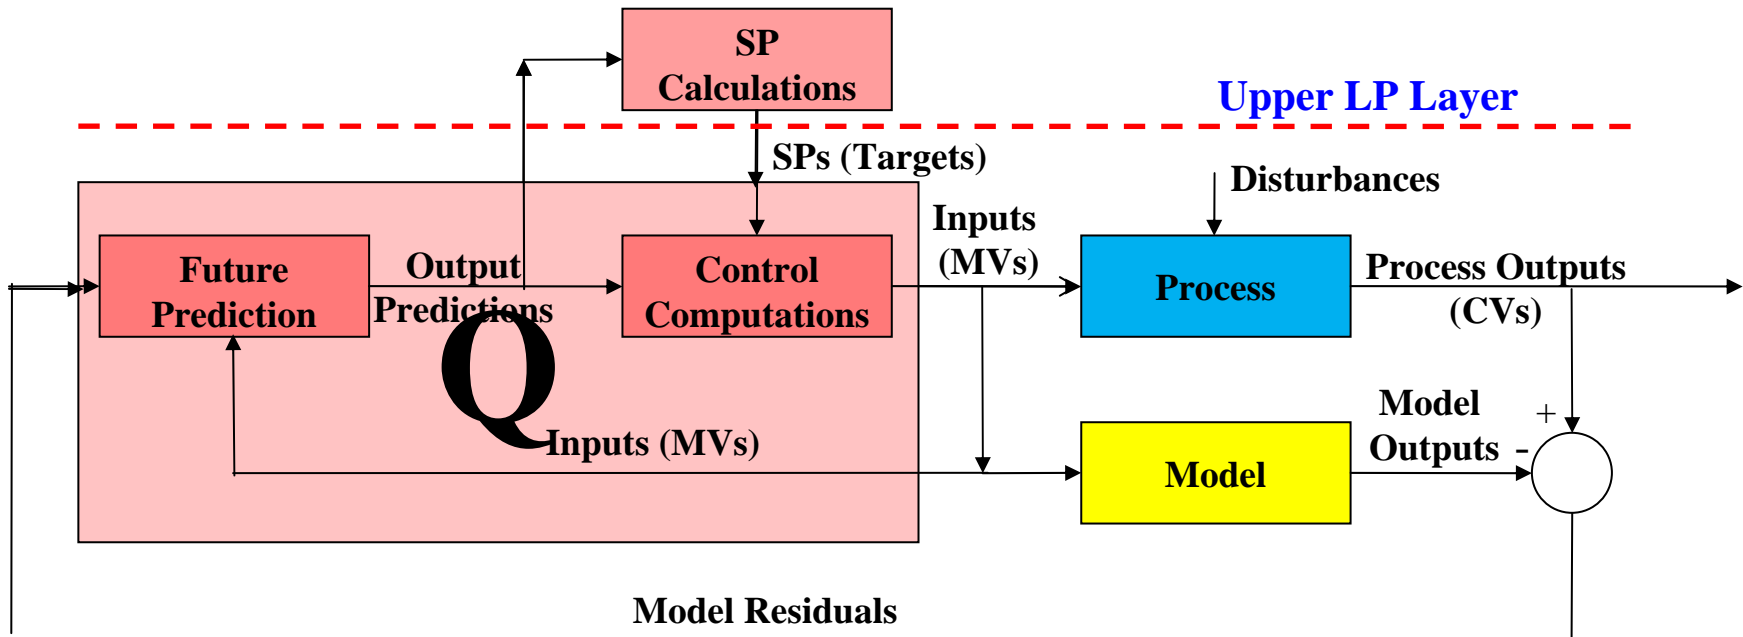 SP
Calculations
Upper LP Layer
SPs (Targets)
Disturbances
Inputs
(MVs)
Future
Prediction
Output
Predictions
Control
Computations
Process
Process Outputs
(CVs)
Q
Inputs (MVs)
Model
Model
Outputs
+
-
Model Residuals